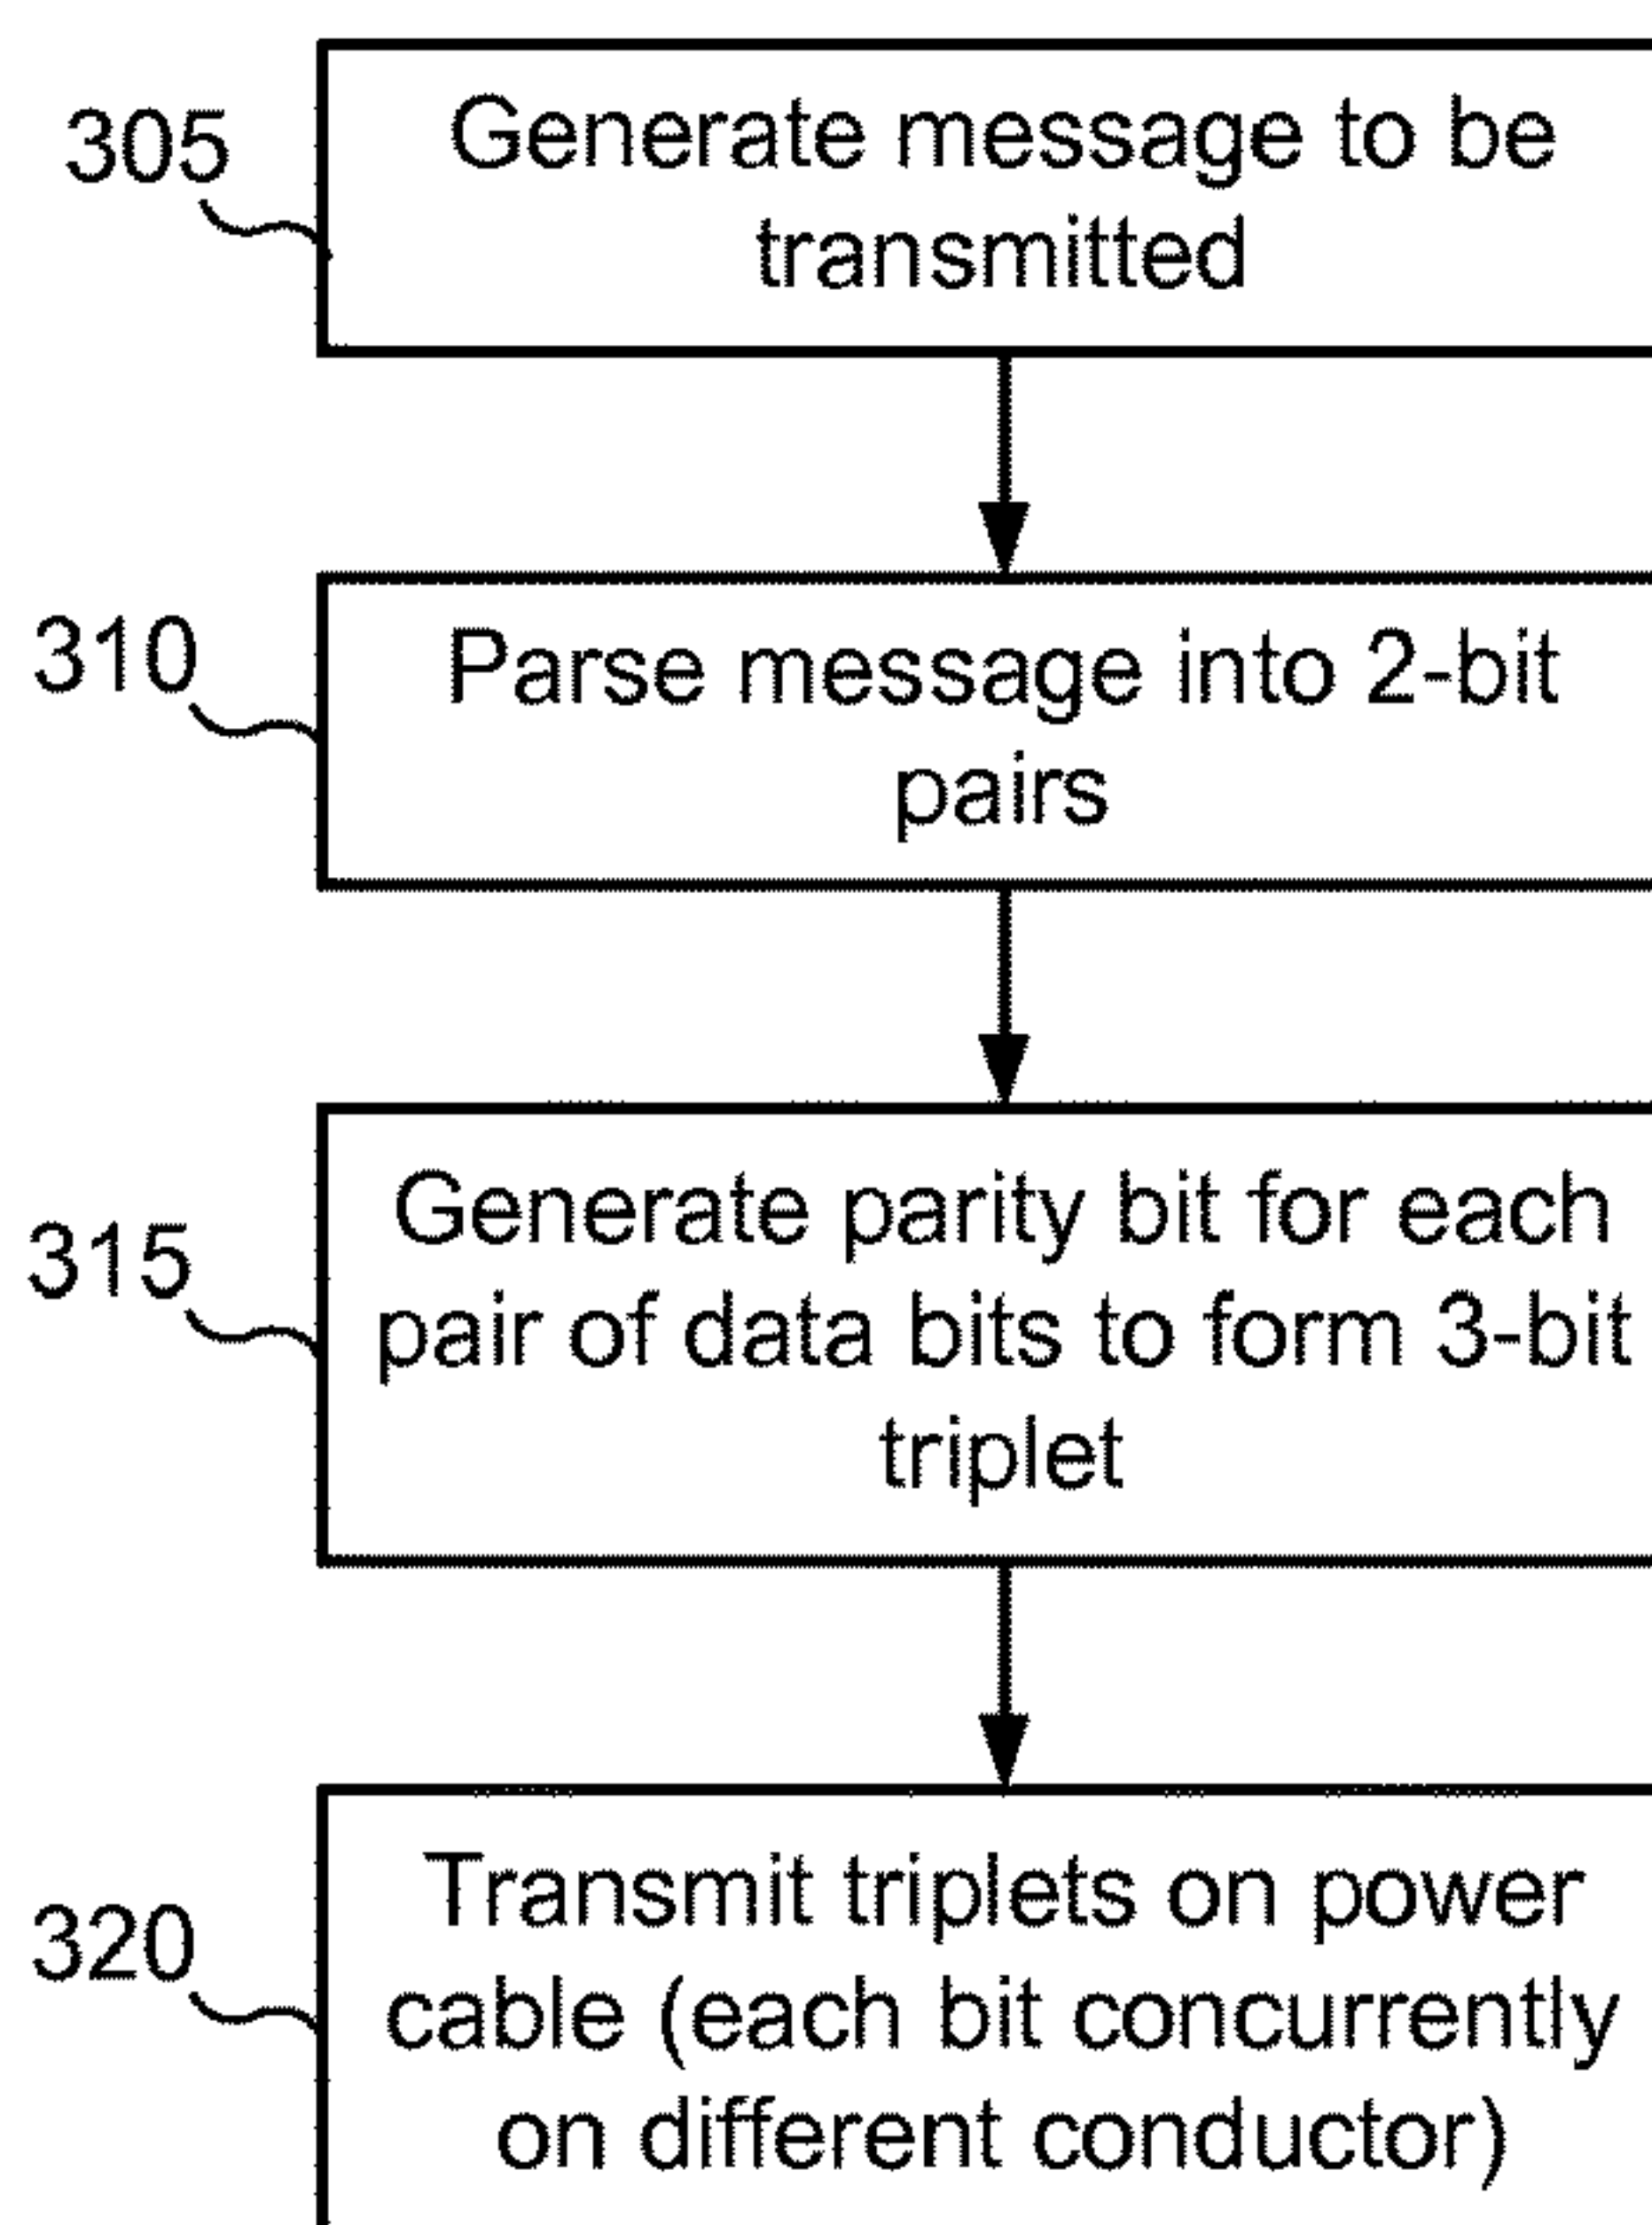 305
Generate message to be
transmitted
310
Parse message into 2-bit
pairs
315
Generate parity bit for each
pair of data bits to form 3-bit
triplet
320
Transmit triplets on power
cable (each bit concurrently
on different conductor)